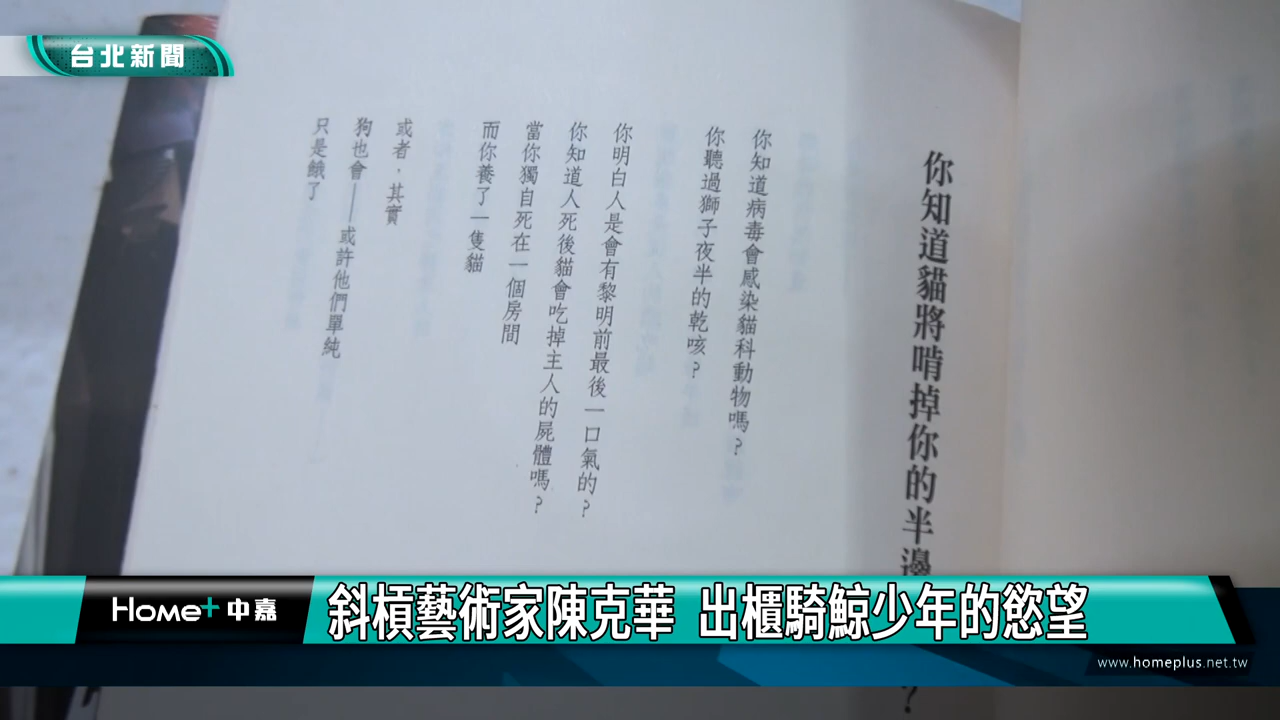 台北新聞
你知道貓將啃掉你的半邊
?
你知道病毒會感染貓科動物嗎?
你聽過獅子夜半的乾咳?
你明白人是會有黎明前最後一口氣的?
你知道人死後貓會吃掉主人的屍體嗎?
當你獨自死在一個房間
而你養了一隻貓
或者,其實
狗也會——或許他們單純
只是餓了
Home+中嘉
斜槓藝術家陳克華 出櫃騎鯨少年的慾望
www.homeplus.net.tw